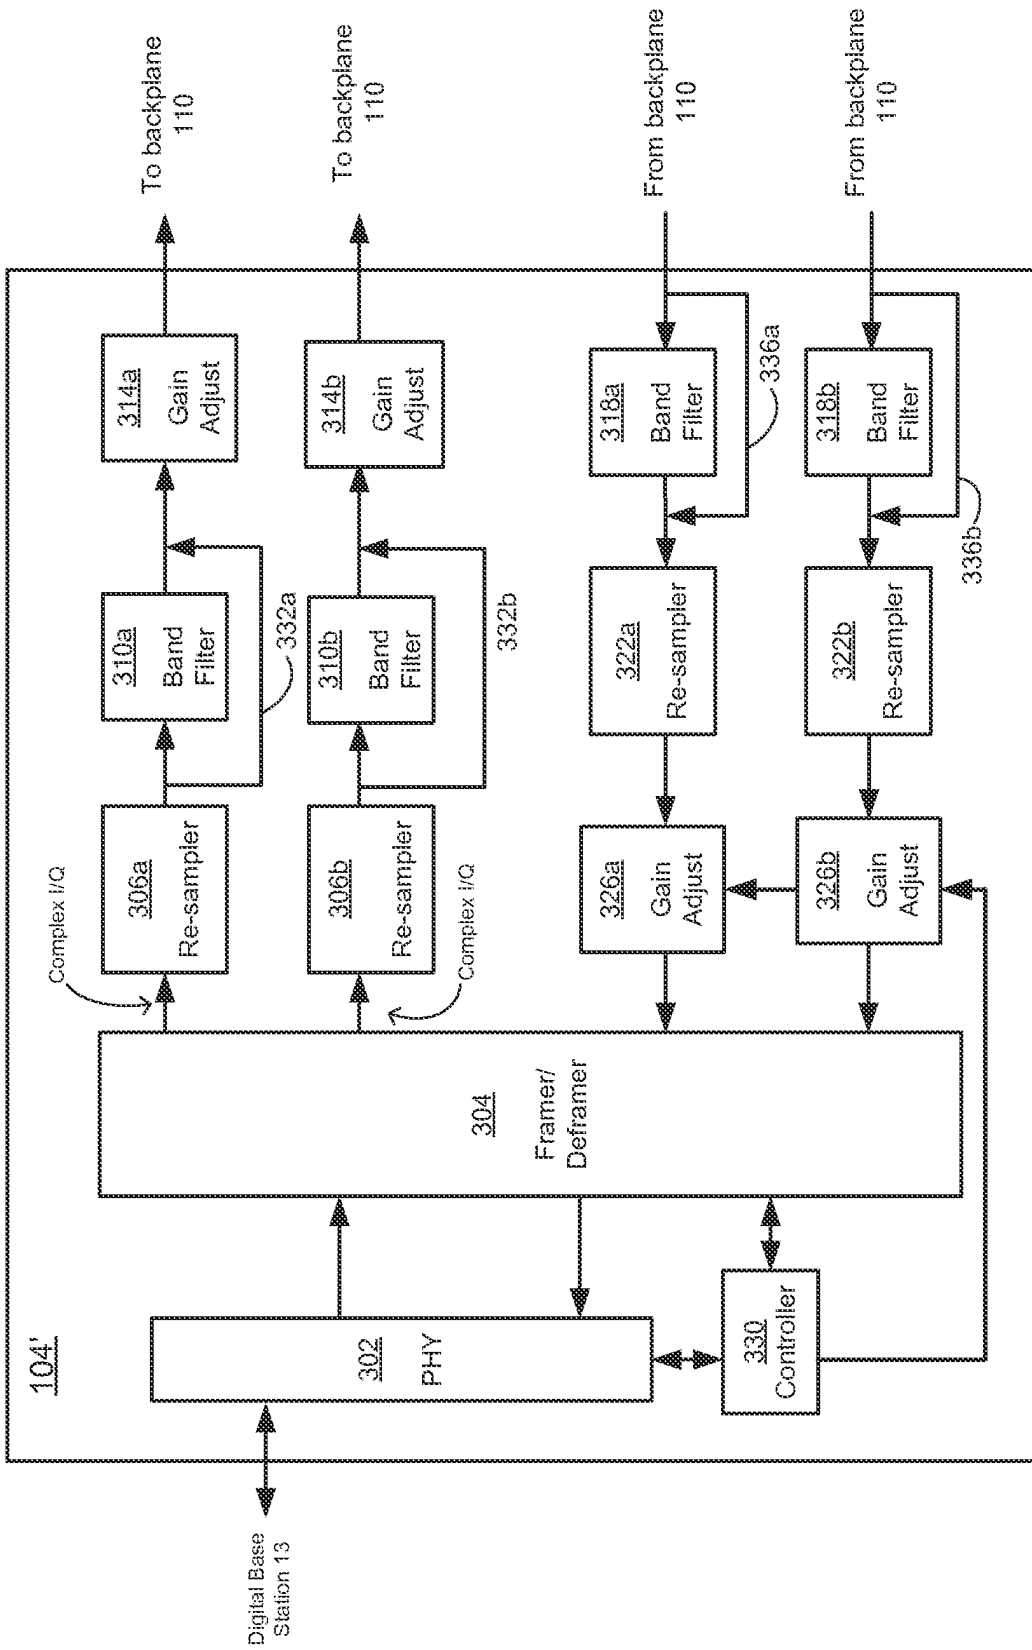 104'
Digital Base
Station 13
302
PHY
330
Controller
304
Framer/
Deframer
Complex I/Q
306a
Re-sampler
310a
Band
Filter
332a
314a
Gain
Adjust
To backplane
110
Complex I/Q
306b
Re-sampler
310b
Band
Filter
332b
314b
Gain
Adjust
To backplane
110
326a
Gain
Adjust
322a
Re-sampler
318a
Band
Filter
336a
From backplane
110
326b
Gain
Adjust
322b
Re-sampler
318b
Band
Filter
336b
From backplane
110